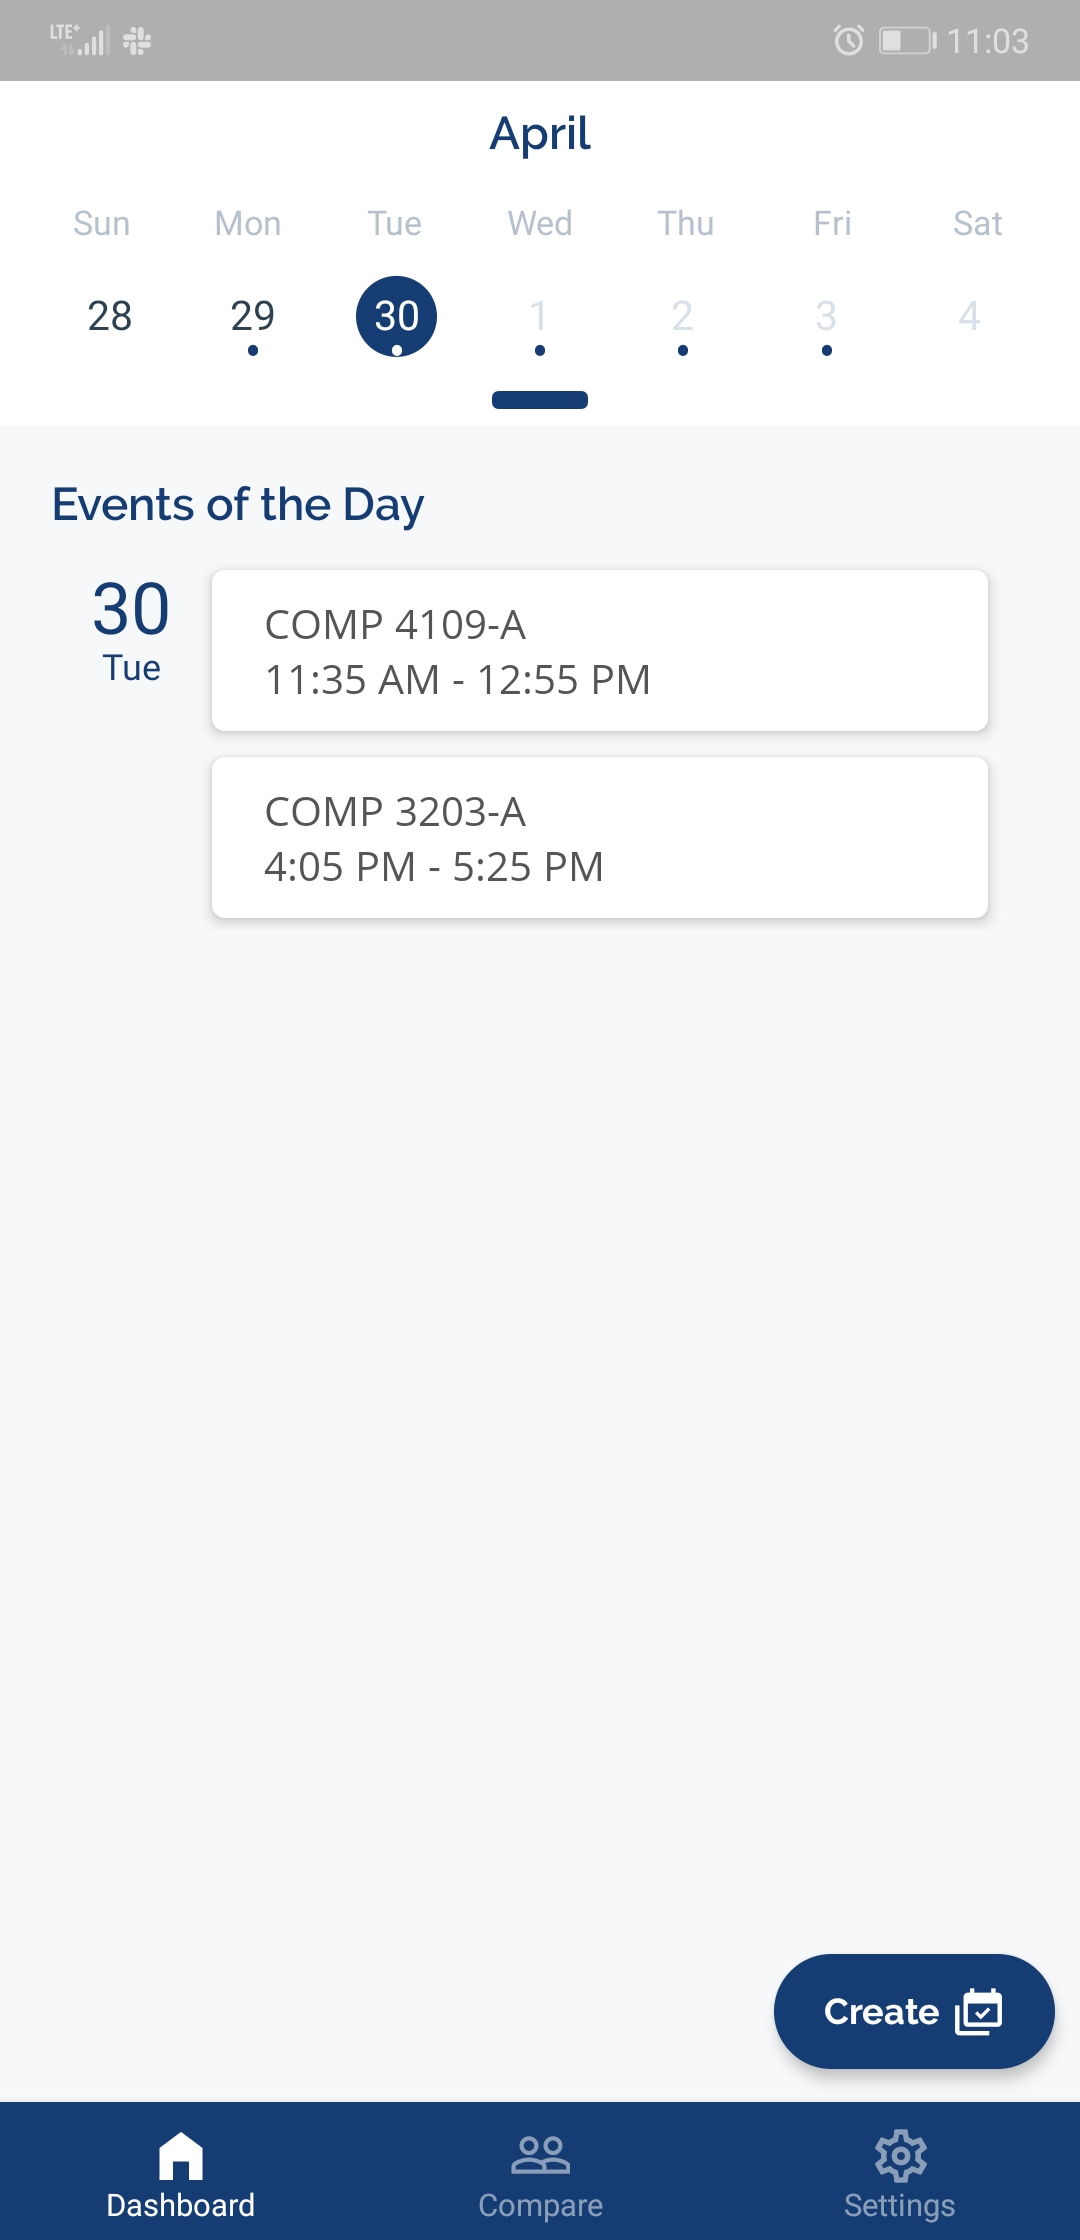 LTE+ 11:03
April
Sun Mon Tue Wed Thu Fri Sat
28 29 30 1 2 3 4
Events of the Day
30
Tue
COMP 4109-A
11:35 AM - 12:55 PM
COMP 3203-A
4:05 PM - 5:25 PM
Create
Dashboard Compare Settings